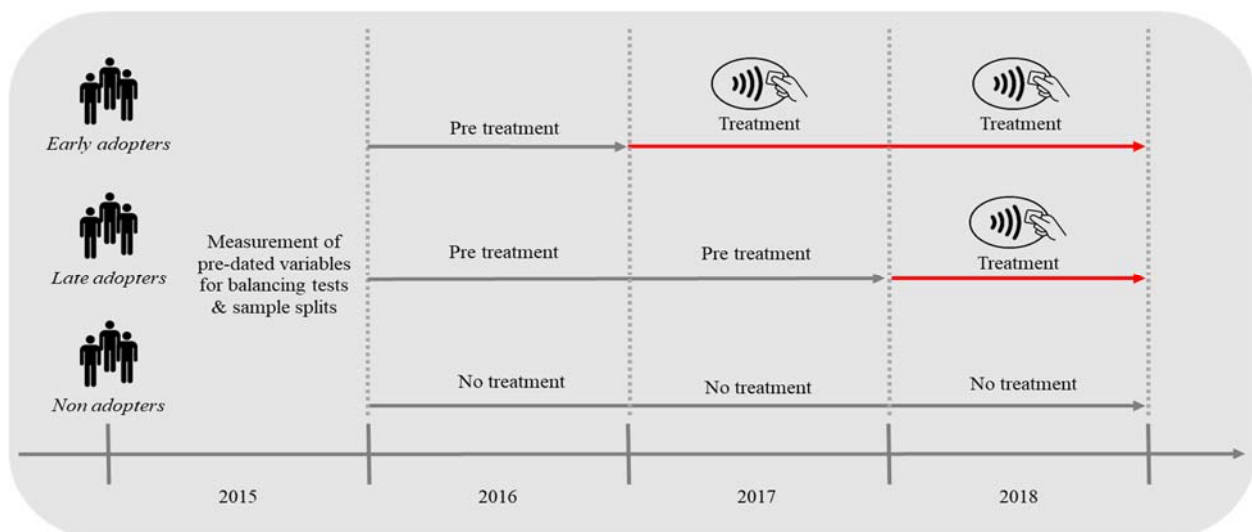 Early adopters
Pre treatment
Treatment
Treatment
Late adopters
Measurement of
pre-dated variables
for balancing tests
& sample splits
Pre treatment
Pre treatment
Treatment
Non adopters
No treatment
No treatment
No treatment
2015
2016
2017
2018